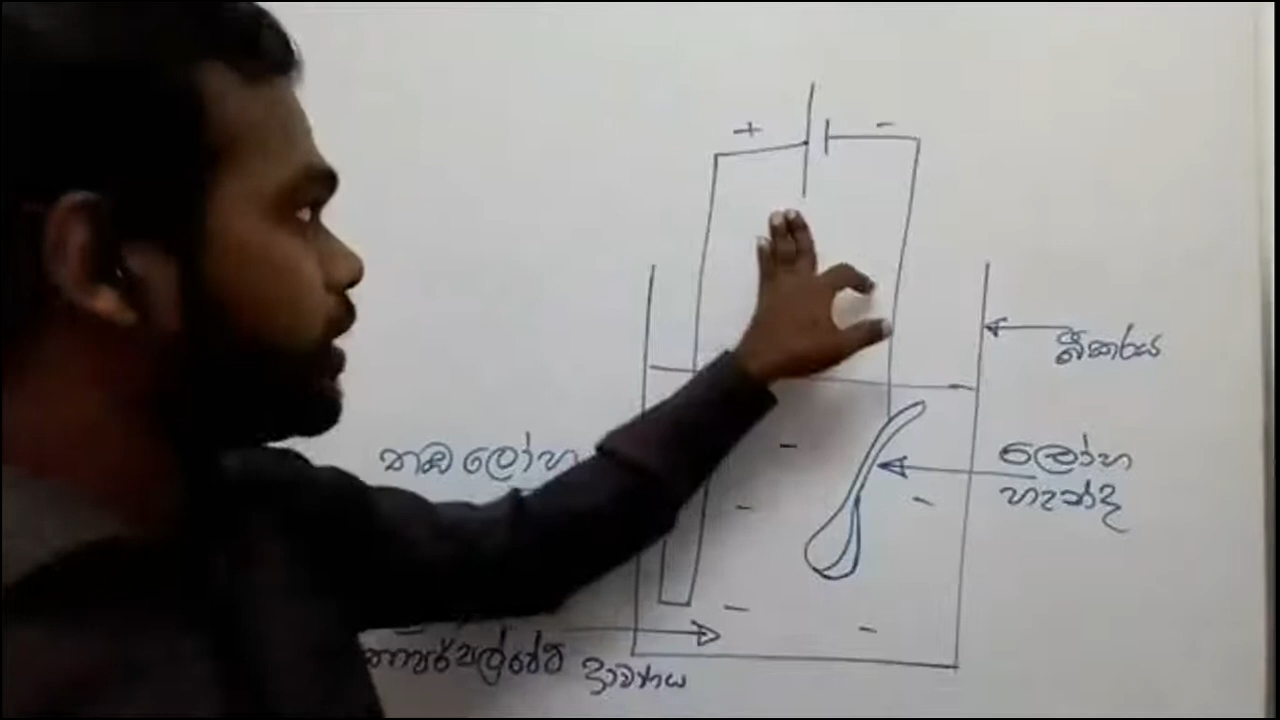 + -
බීකරය
තඹ ලෝහ
ලෝහ
හැන්ද
ද්‍රාවණය